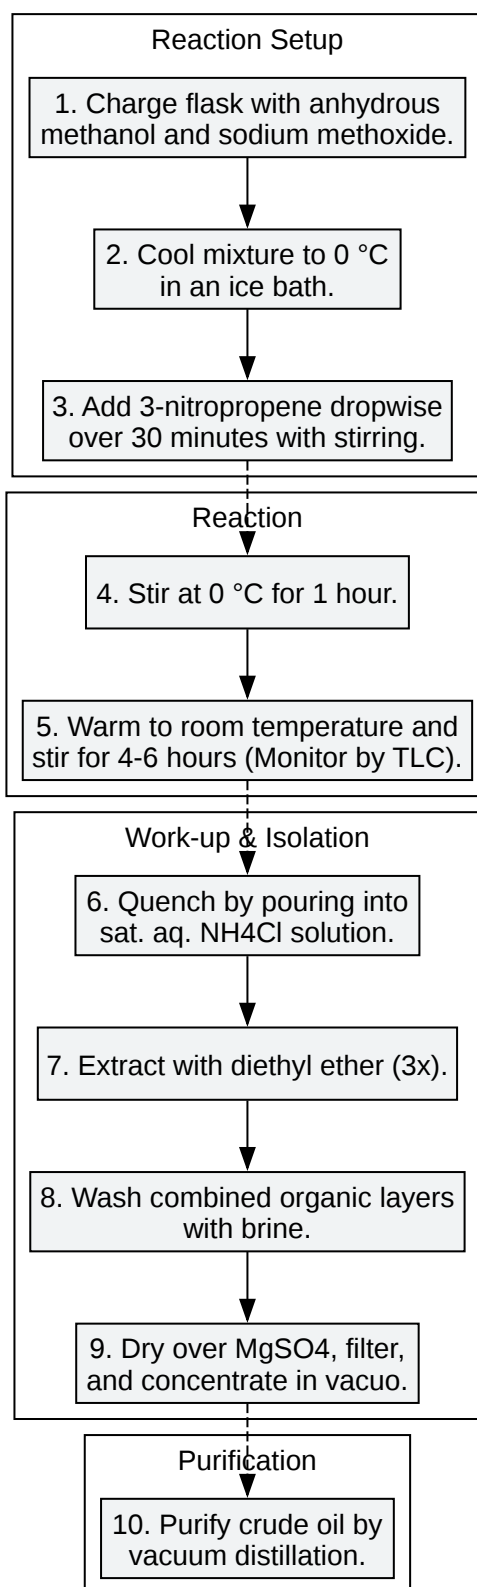 Reaction Setup
1. Charge flask with anhydrous
methanol and sodium methoxide.
2. Cool mixture to 0 °C
in an ice bath.
3. Add 3-nitropropene dropwise
over 30 minutes with stirring.
Reaction
4. Stir at 0 °C for 1 hour.
5. Warm to room temperature and
stir for 4-6 hours (Monitor by TLC).
Work-up & Isolation
6. Quench by pouring into
sat. aq. NH4Cl solution.
7. Extract with diethyl ether (3x).
8. Wash combined organic layers
with brine.
9. Dry over MgSO4, filter,
and concentrate in vacuo.
Purification
10. Purify crude oil by
vacuum distillation.